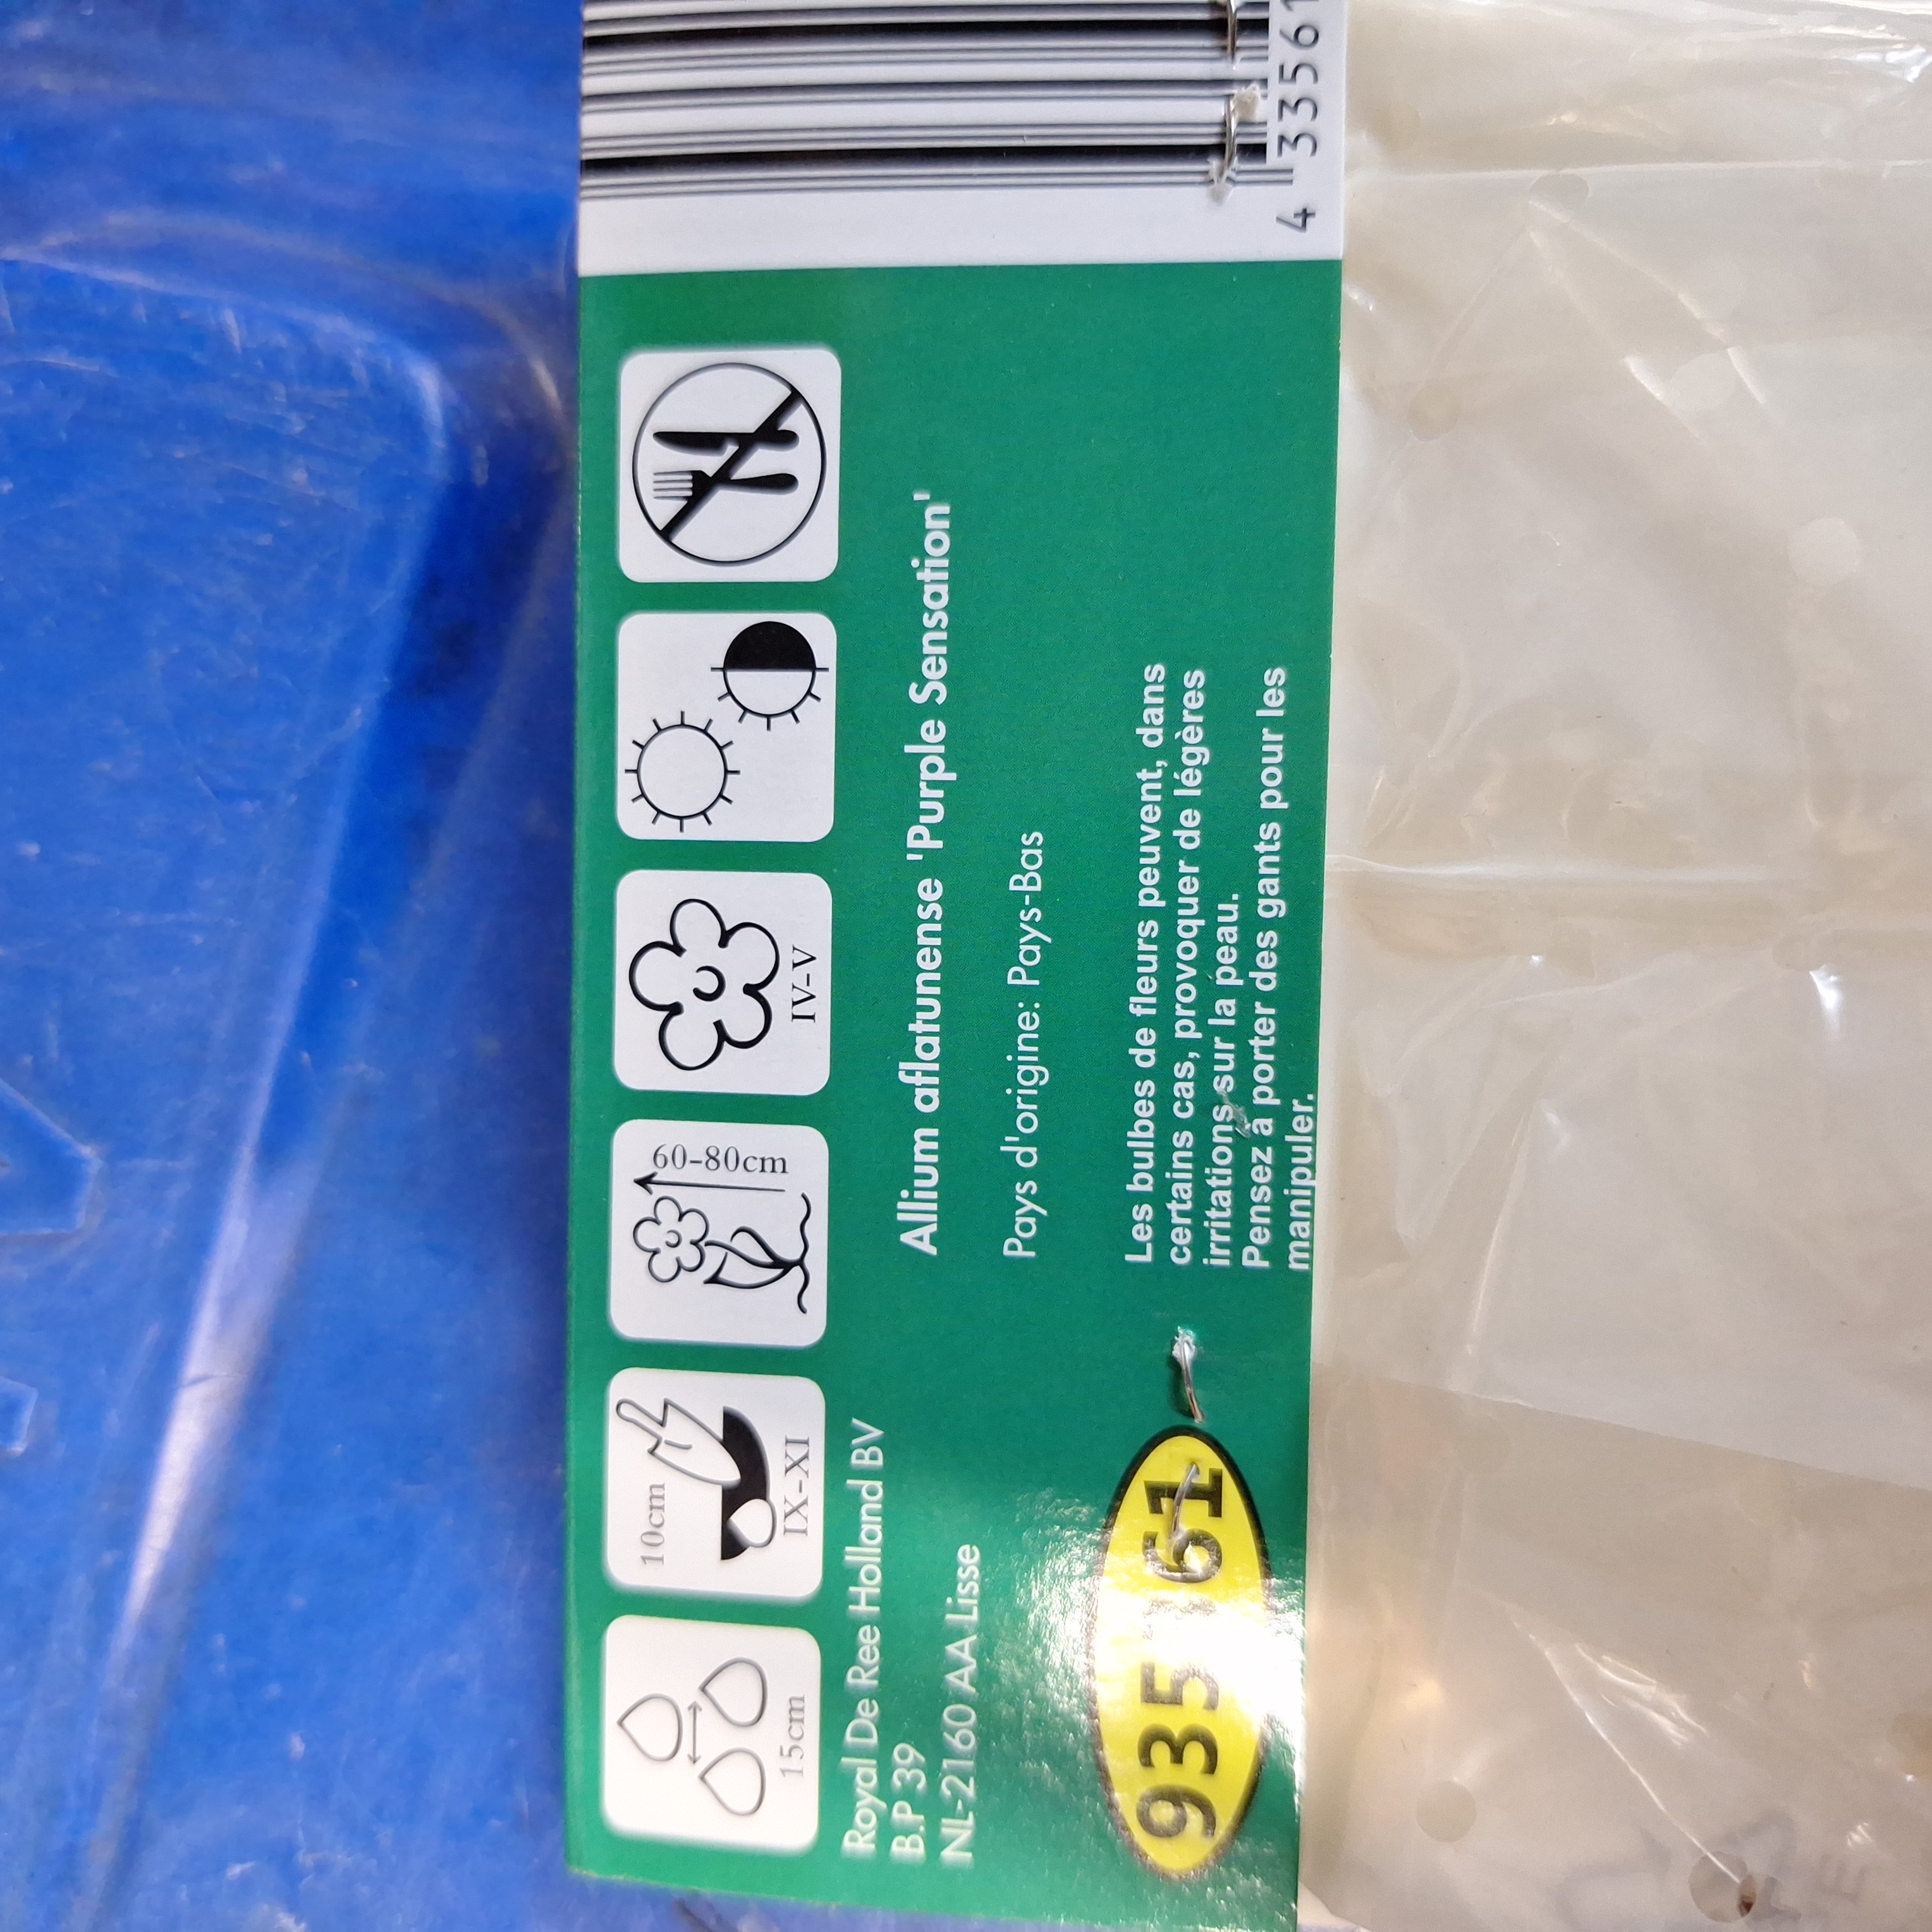 15cm
10cm
IX-XI
60-80cm
IV-V
Royal De Ree Holland BV
B.P 39
NL-2160 AA Lisse
Allium aflatunense 'Purple Sensation'
Pays d'origine: Pays-Bas
Les bulbes de fleurs peuvent, dans
certains cas, provoquer de légères
irritations sur la peau.
Pensez à porter des gants pour les
manipuler.
935 61
4 33561